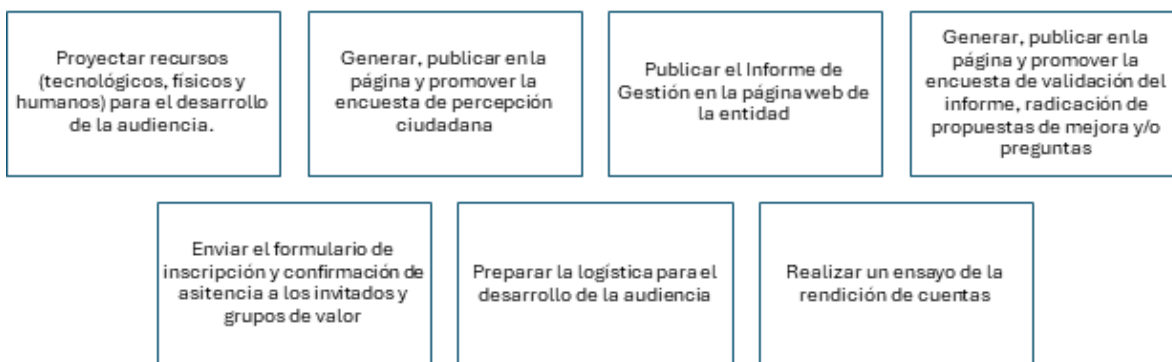 Proyectar recursos
(tecnológicos, físicos y
humanos) para el desarrollo
de la audiencia.
Generar, publicar en la
página y promover la
encuesta de percepción
ciudadana
Publicar el Informe de
Gestión en la página web de
la entidad
Generar, publicar en la
página y promover la
encuesta de validación del
informe, radicación de
propuestas de mejora y/o
preguntas
Enviar el formulario de
inscripción y confirmación de
asitencia a los invitados y
grupos de valor
Preparar la logística para el
desarrollo de la audiencia
Realizar un ensayo de la
rendición de cuentas